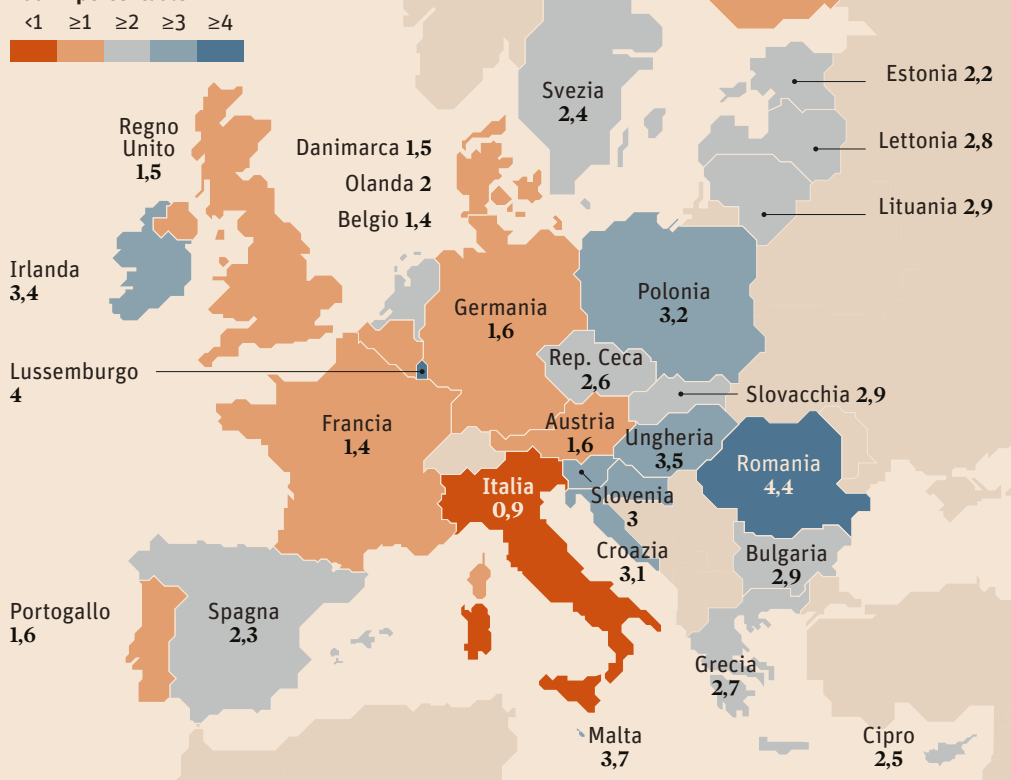 <1 ≥1 ≥2 ≥3 ≥4
Estonia 2,2
Svezia
2,4
Lettonia 2,8
Regno
Unito
1,5
Danimarca 1,5
Olanda 2
Belgio 1,4
Lituania 2,9
Irlanda
3,4
Polonia
3,2
Germania
1,6
Rep. Ceca
2,6
Lussemburgo
4
Slovacchia 2,9
Francia
1,4
Austria
1,6
Ungheria
3,5
Romania
4,4
Italia
0,9
Slovenia
3
Croazia
3,1
Bulgaria
2,9
Portogallo
1,6
Spagna
2,3
Grecia
2,7
Malta
3,7
Cipro
2,5